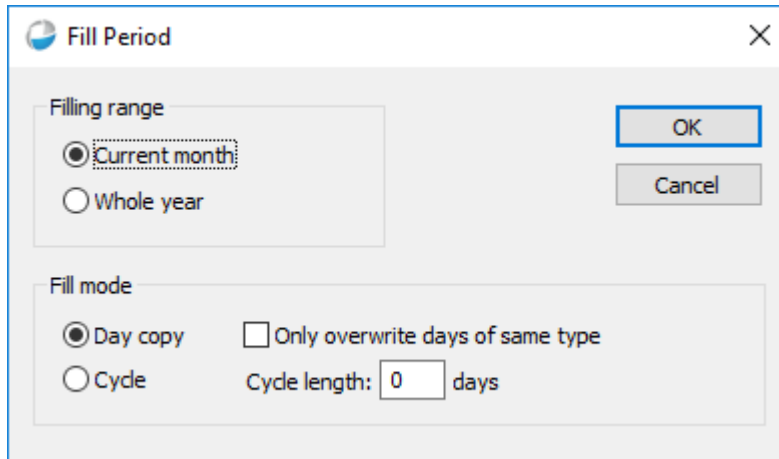 Fill Period
Filling range
Current month
Whole year
OK
Cancel
Fill mode
Day copy Only overwrite days of same type
Cycle Cycle length: 0 days